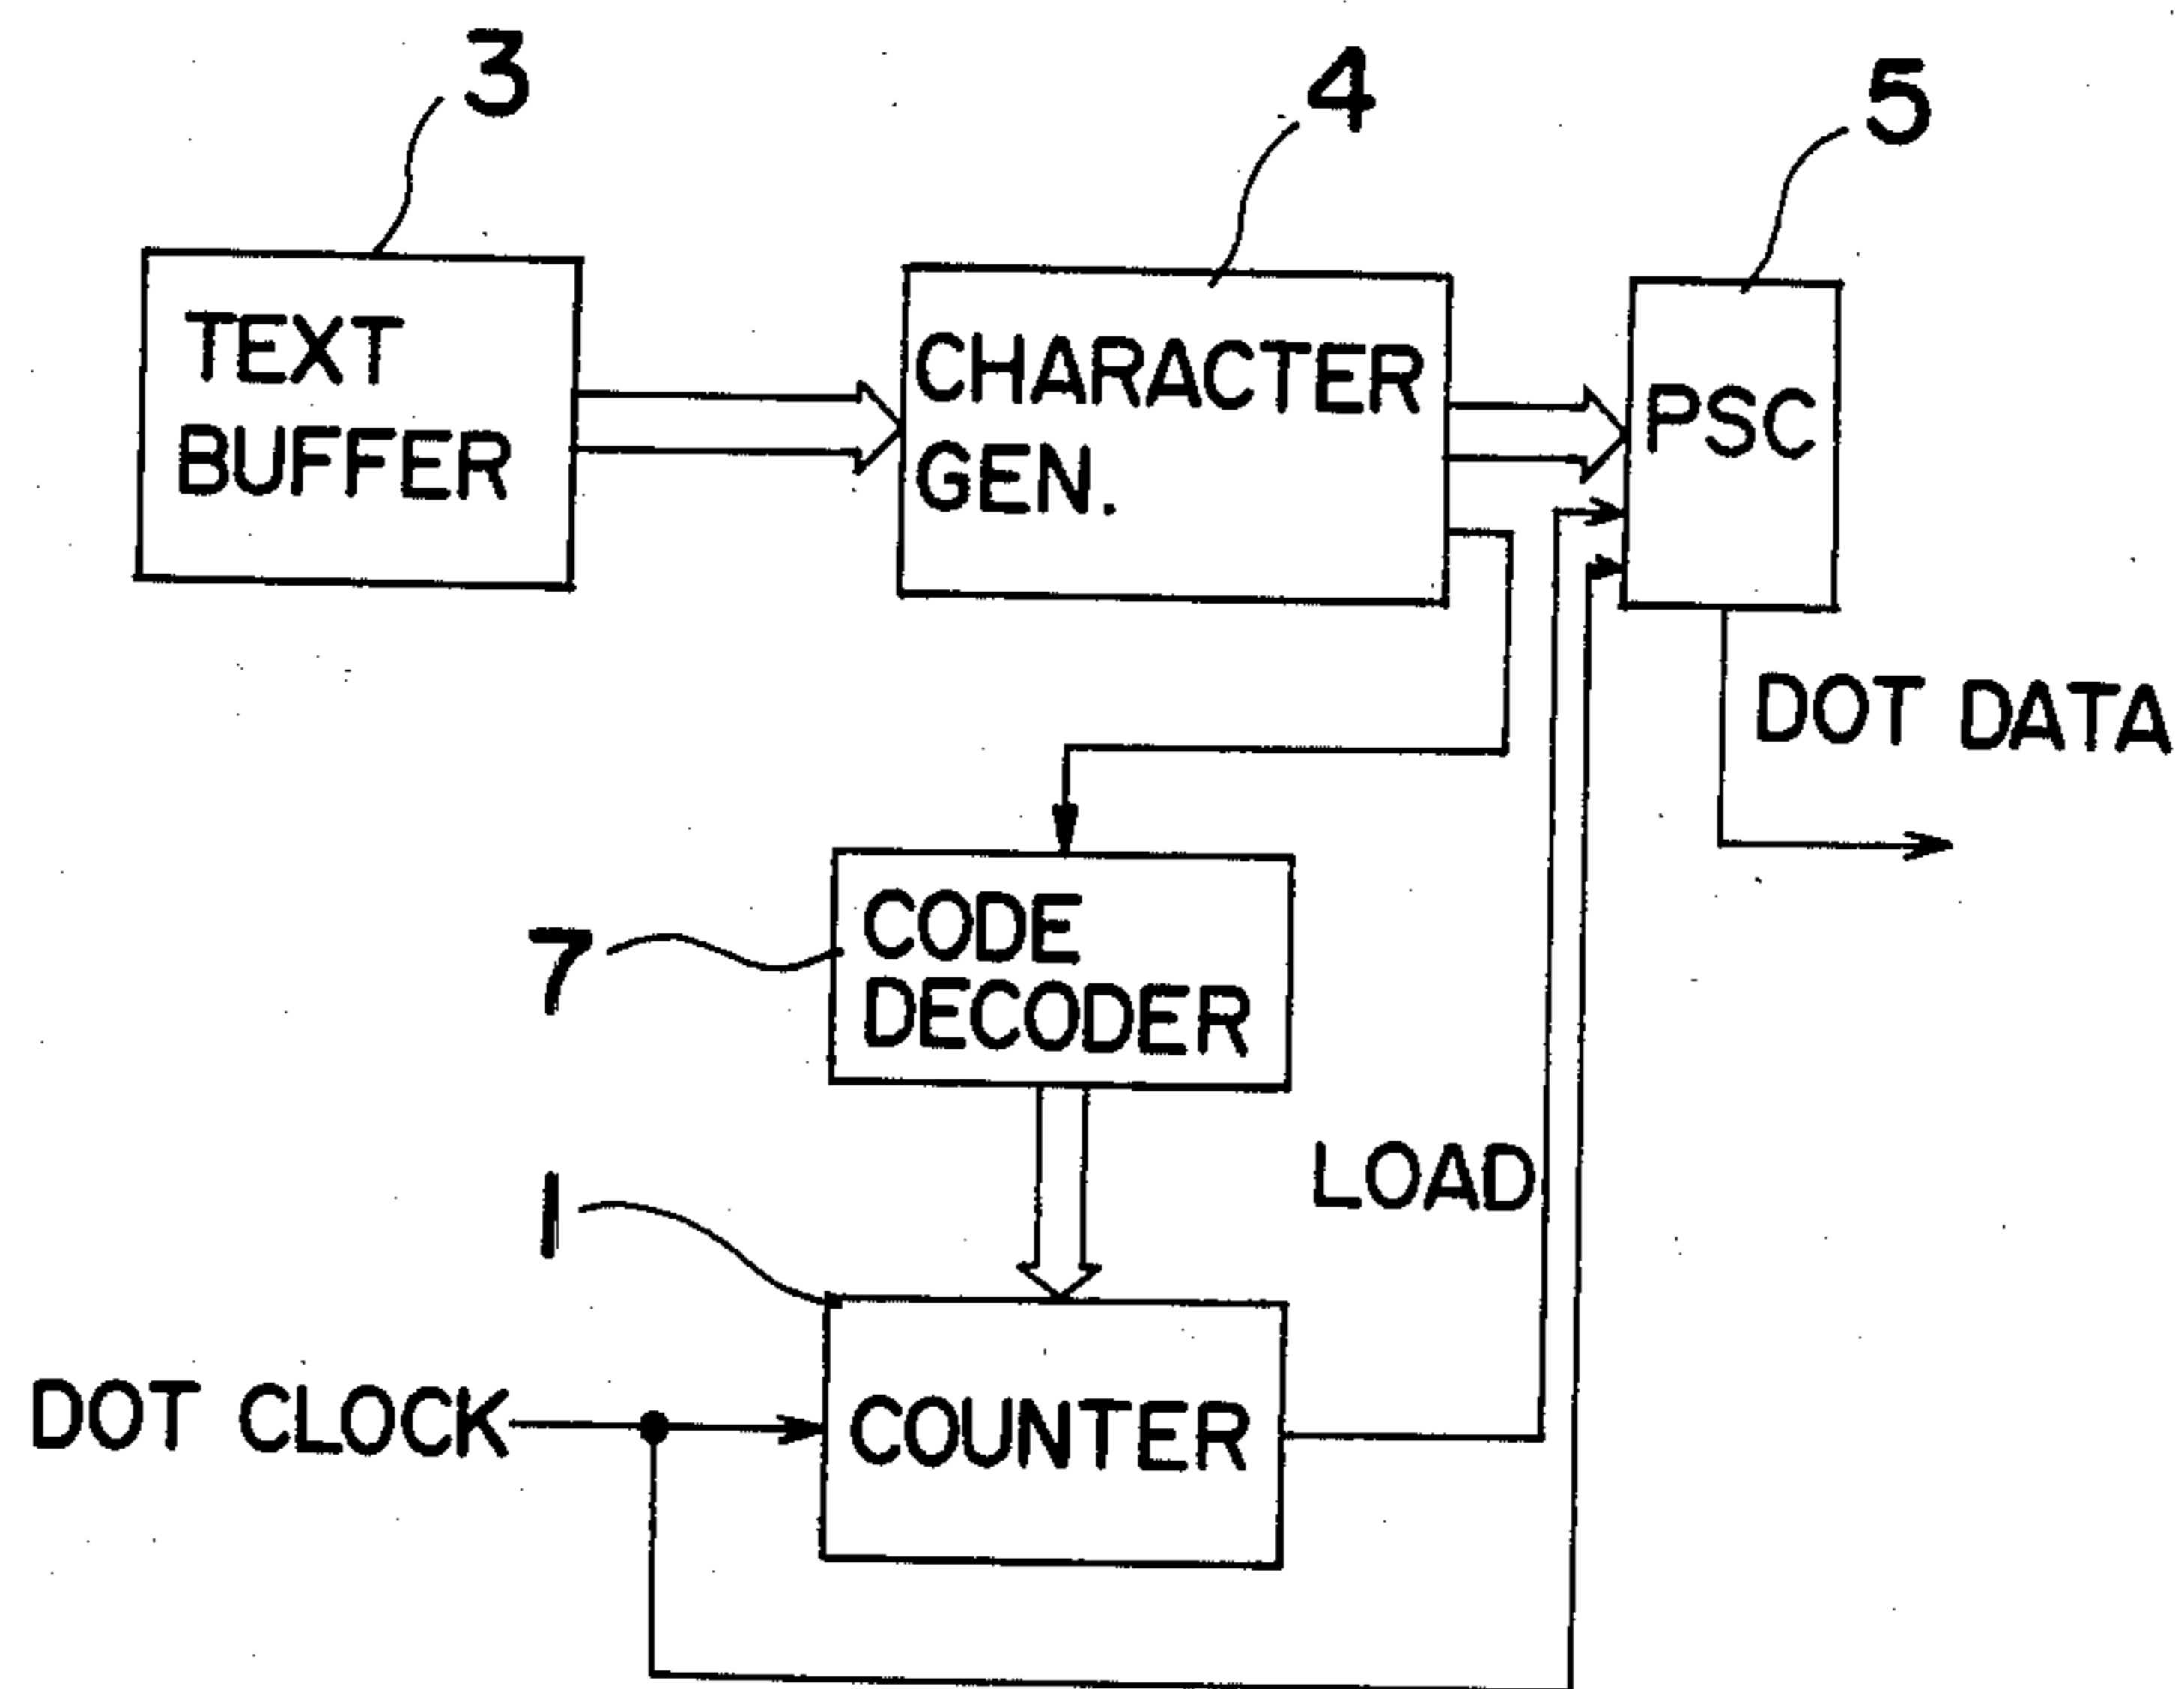 3
4
5
TEXT
BUFFER
CHARACTER
GEN.
PSC
DOT DATA
7
CODE
DECODER
LOAD
1
DOT CLOCK
COUNTER